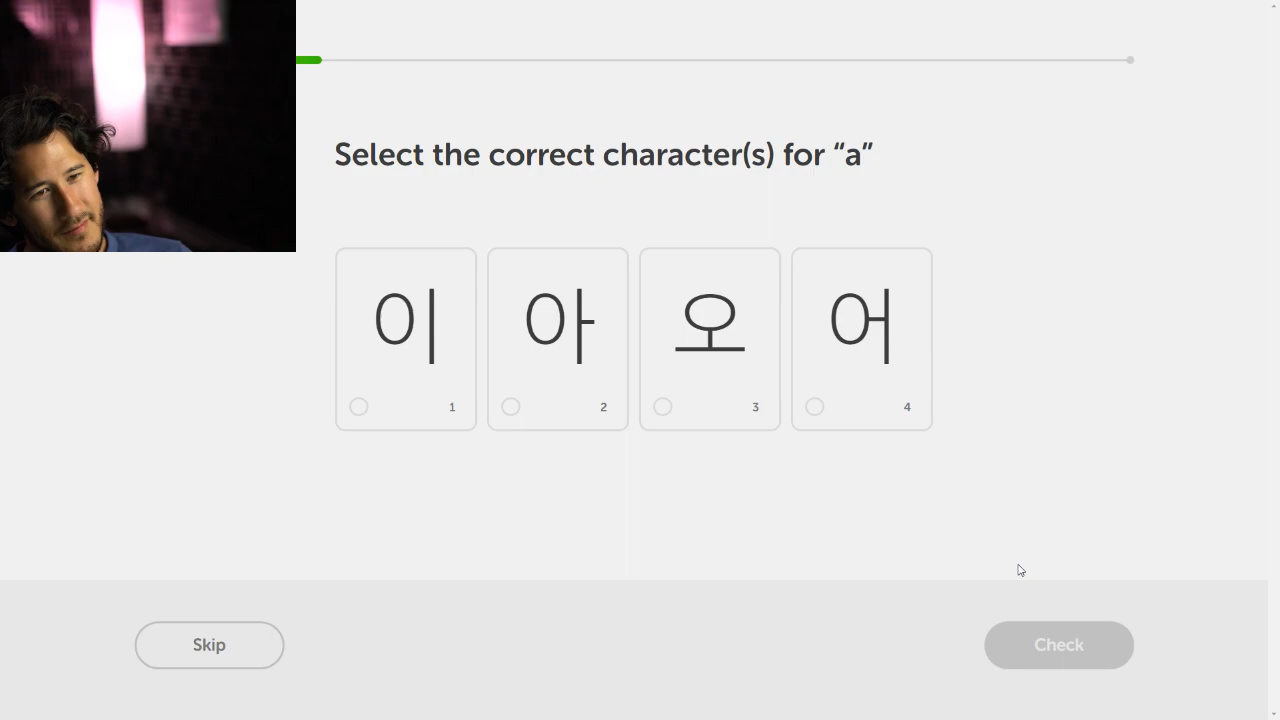 Select the correct character(s) for “a”
이 아 오 어
1 2 3 4
Skip Check